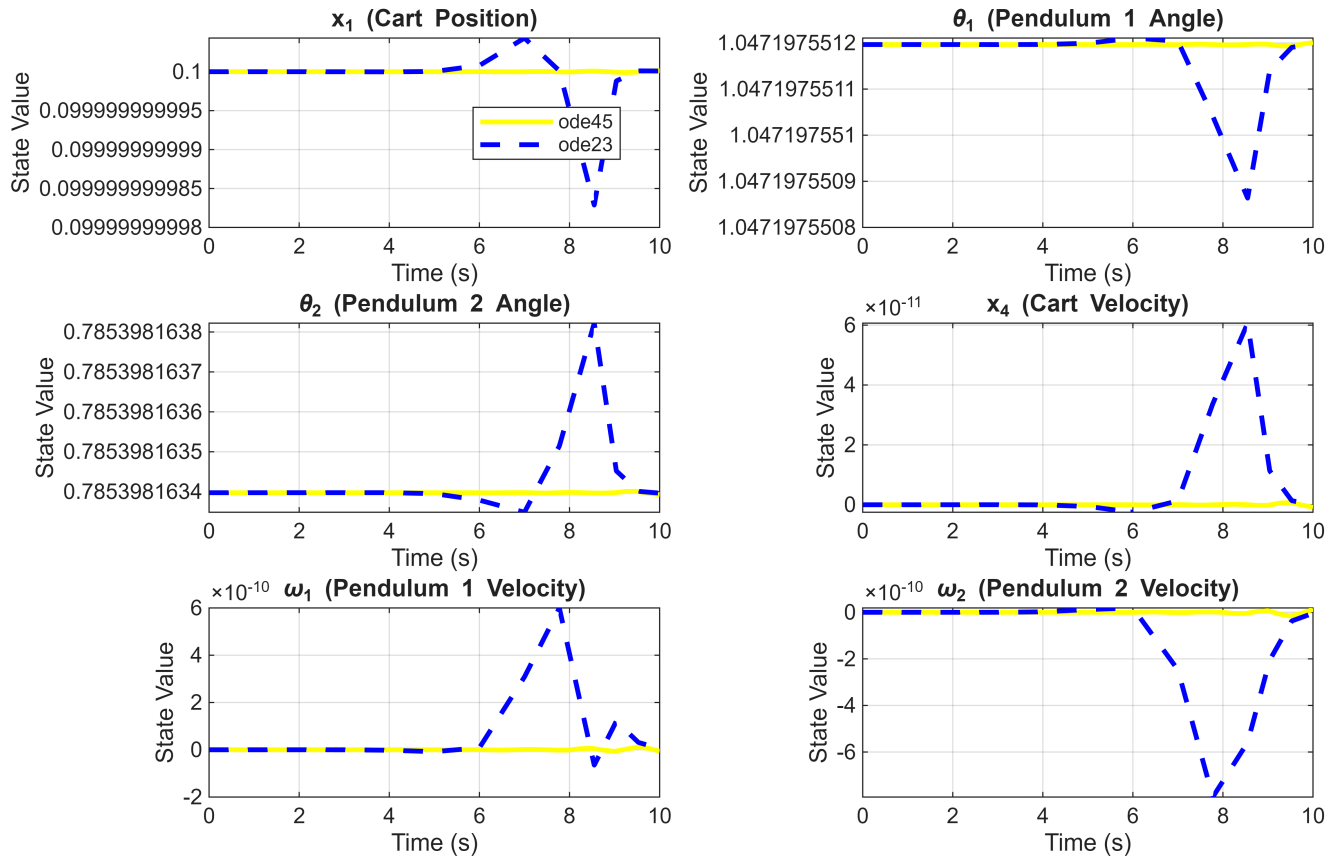 x₁ (Cart Position)
State Value
0.1
0.099999999995
0.09999999999
0.099999999985
0.09999999998
0 2 4 6 8 10
Time (s)
ode45
ode23
θ₁ (Pendulum 1 Angle)
State Value
1.0471975512
1.0471975511
1.047197551
1.0471975509
1.0471975508
0 2 4 6 8 10
Time (s)
θ₂ (Pendulum 2 Angle)
State Value
0.7853981638
0.7853981637
0.7853981636
0.7853981635
0.7853981634
0 2 4 6 8 10
Time (s)
×10⁻¹¹ x₄ (Cart Velocity)
State Value
6
4
2
0
0 2 4 6 8 10
Time (s)
×10⁻¹⁰ ω₁ (Pendulum 1 Velocity)
State Value
6
4
2
0
-2
0 2 4 6 8 10
Time (s)
×10⁻¹⁰ ω₂ (Pendulum 2 Velocity)
State Value
0
-2
-4
-6
0 2 4 6 8 10
Time (s)